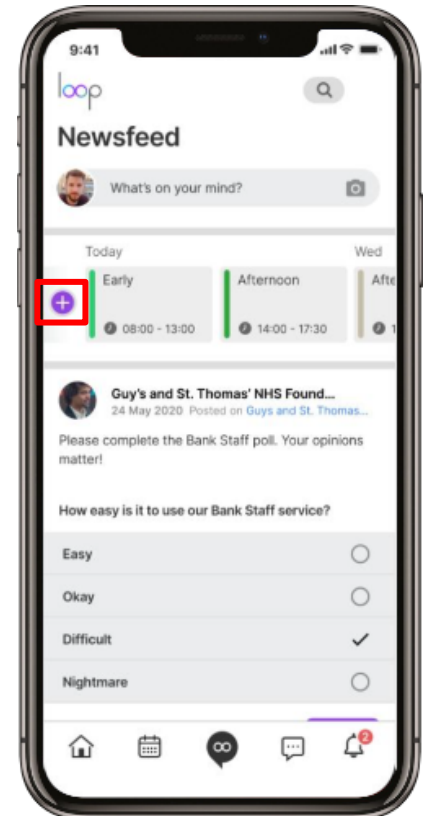 9:41
loop
Newsfeed
What's on your mind?
Today Wed
Early Afternoon Afte
08:00 - 13:00 14:00 - 17:30 1
Guy's and St. Thomas' NHS Found...
24 May 2020 Posted on Guys and St. Thomas...
Please complete the Bank Staff poll. Your opinions
matter!
How easy is it to use our Bank Staff service?
Easy
Okay
Difficult
Nightmare
2